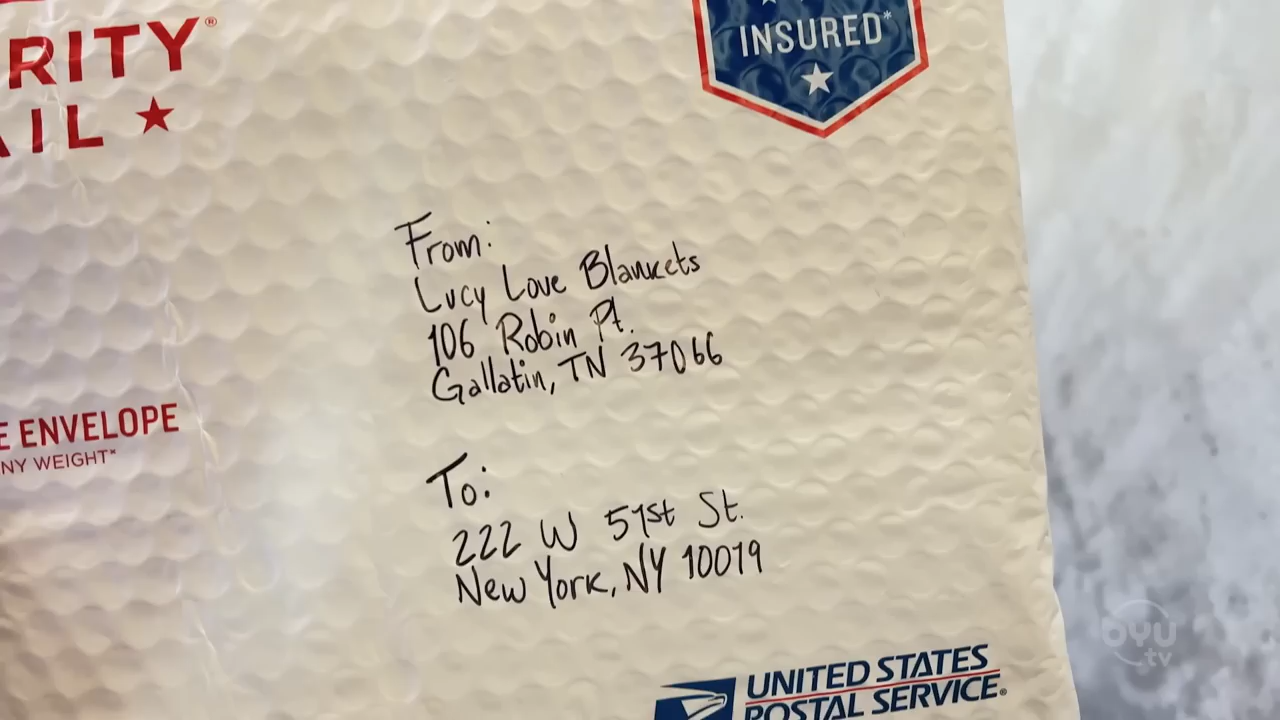 RITY®
AIL ★
INSURED*
From:
Lucy Love Blankets
106 Robin Pt.
Gallatin, TN 37066
E ENVELOPE
NY WEIGHT*
To:
222 W 51st St.
New York, NY 10019
UNITED STATES
POSTAL SERVICE®
byu
tv